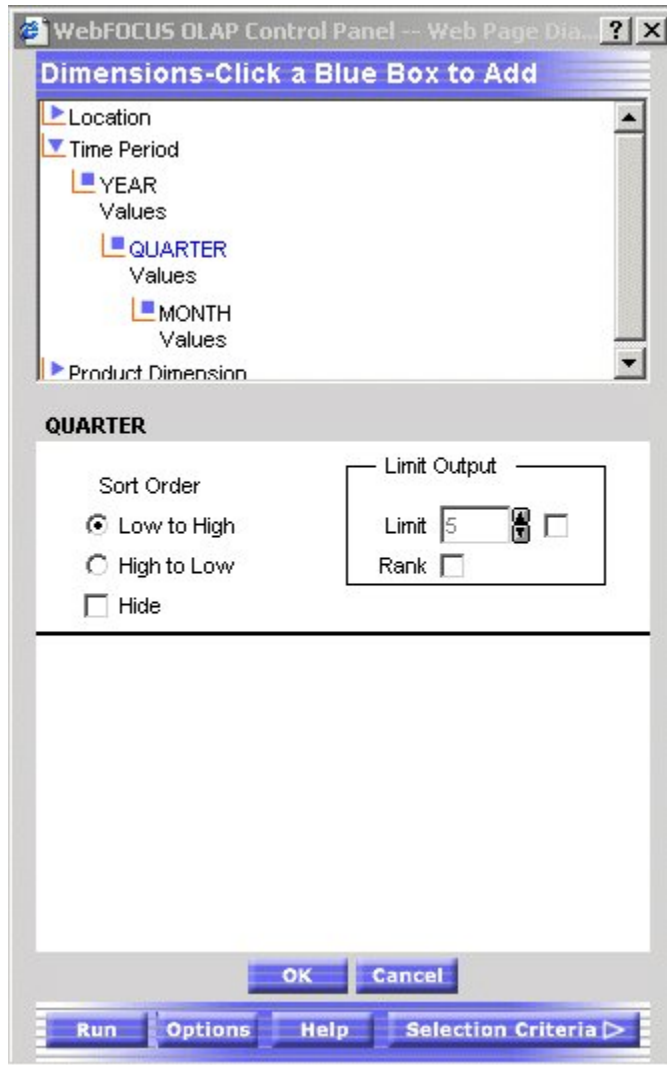 WebFOCUS OLAP Control Panel -- Web Page Dia...
Dimensions-Click a Blue Box to Add
Location
Time Period
YEAR
Values
QUARTER
Values
MONTH
Values
Product Dimension
QUARTER
Sort Order
Low to High
High to Low
Hide
Limit Output
Limit 5
Rank
OK Cancel
Run Options Help Selection Criteria